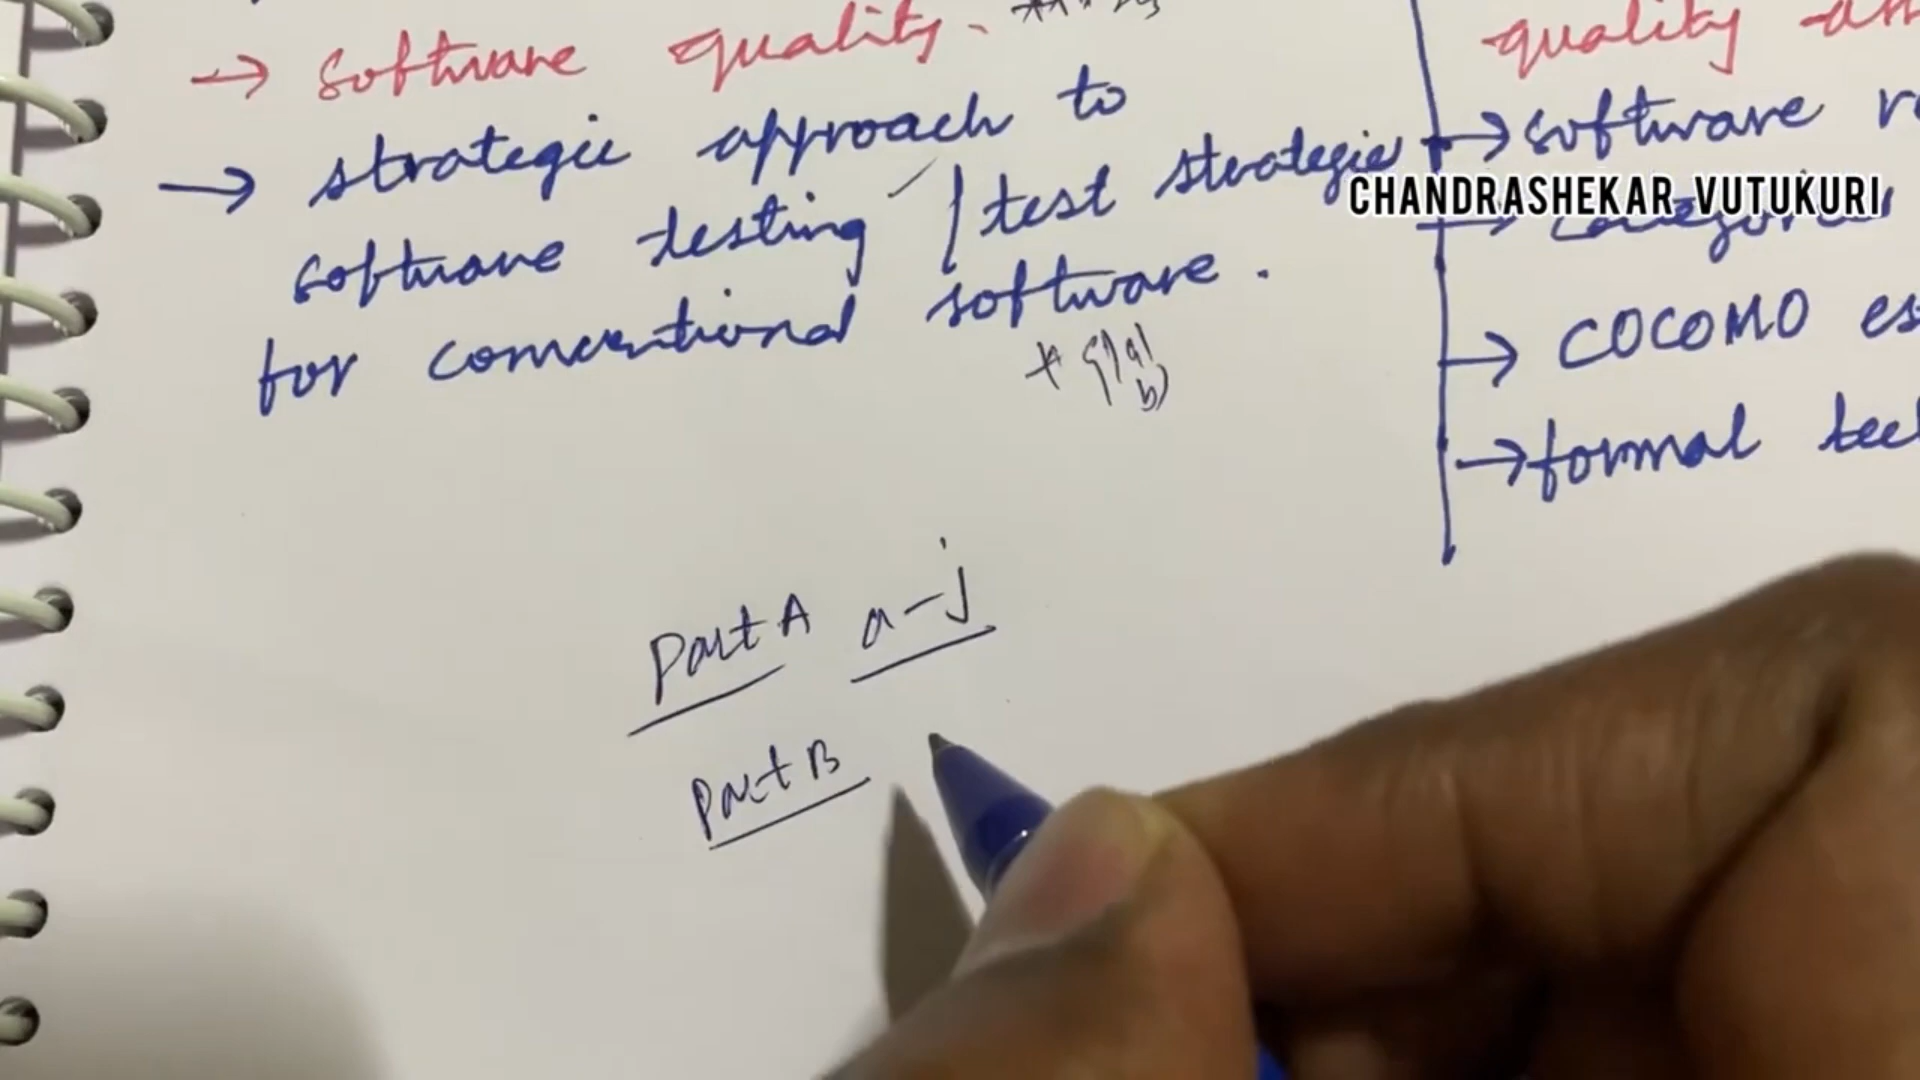 → software quality.
→ strategic approach to
software testing / test strategies
for conventional software.
a)
b)
Part A a-j
Part B
quality
→ software
CHANDRASHEKAR VUTUKURI
→ COCOMO
→ formal